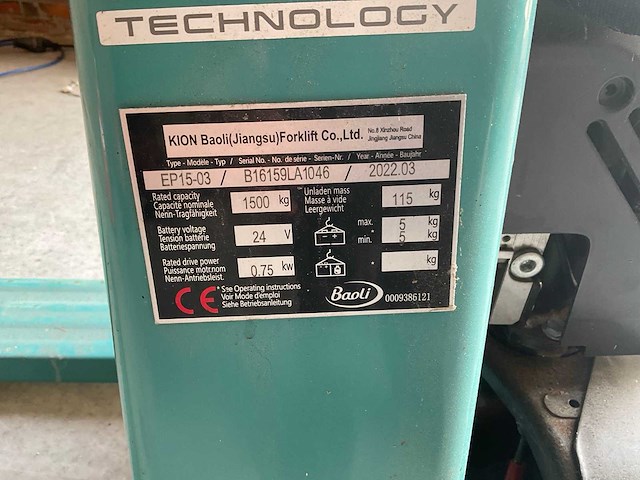 TECHNOLOGY
KION Baoli(Jiangsu)Forklift Co.,Ltd.
No.8 Xinzhou Road
Jingjiang Jiangsu China
Type - Modèle - Typ / Serial No. - No. de série - Serien-Nr. / Year - Année - Baujahr
EP15-03 / B16159LA1046 / 2022.03
Rated capacity
Capacité nominale
Nenn-Tragfähigkeit
1500 kg
Unladen mass
Masse à vide
Leergewicht
115 kg
Battery voltage
Tension batterie
Batteriespannung
24 V
max. 5 kg
min. 5 kg
Rated drive power
Puissance motr.nom
Nenn-Antriebsleist.
0.75 kw
kg
CE
* See Operating instructions
Voir Mode d'emploi
Siehe Betriebsanleitung
Baoli
0009386121